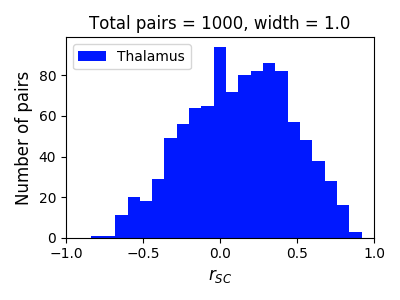 Total pairs = 1000, width = 1.0
Thalamus
Number of pairs
80
60
40
20
0
−1.0 −0.5 0.0 0.5 1.0
r_SC